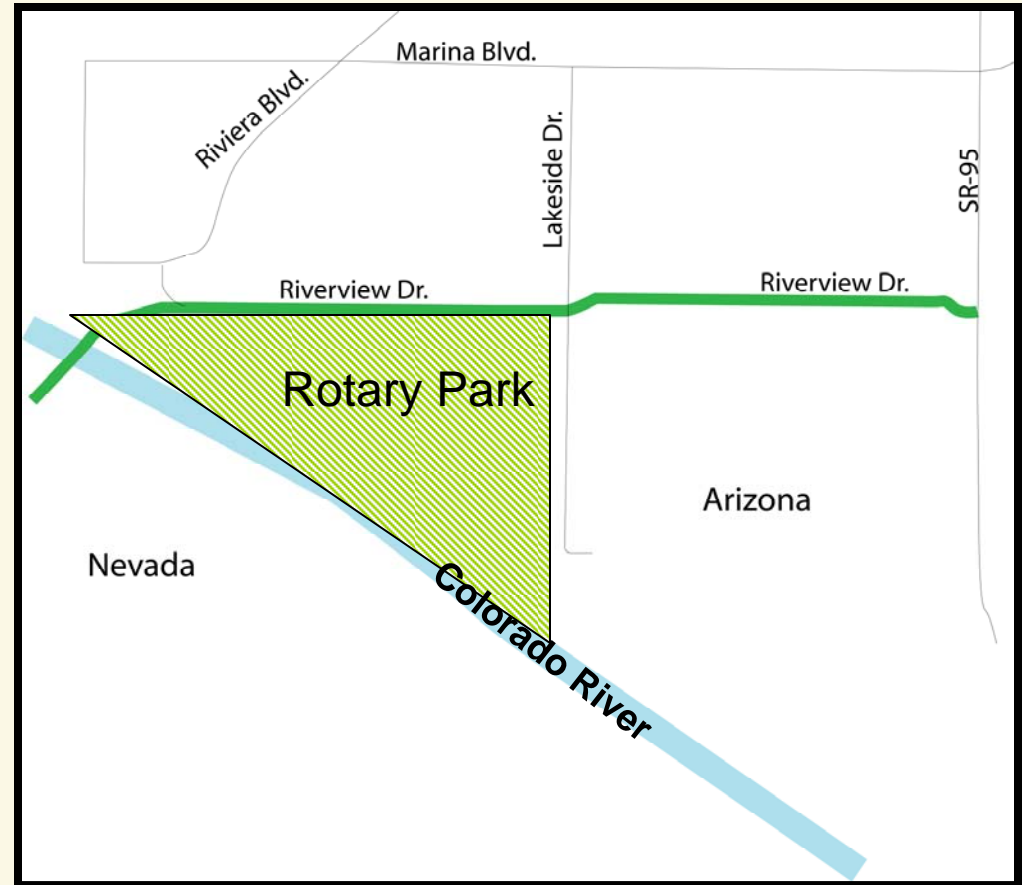 Marina Blvd.
Riviera Blvd.
Lakeside Dr.
SR-95
Riverview Dr.
Riverview Dr.
Rotary Park
Arizona
Nevada
Colorado River